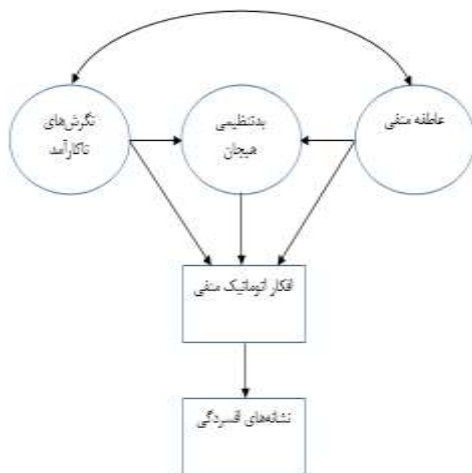 نگرش‌های
ناکارآمد
بدتنظیمی
هیجان
عاطفه منفی
افکار اتوماتیک منفی
نشانه‌های افسردگی